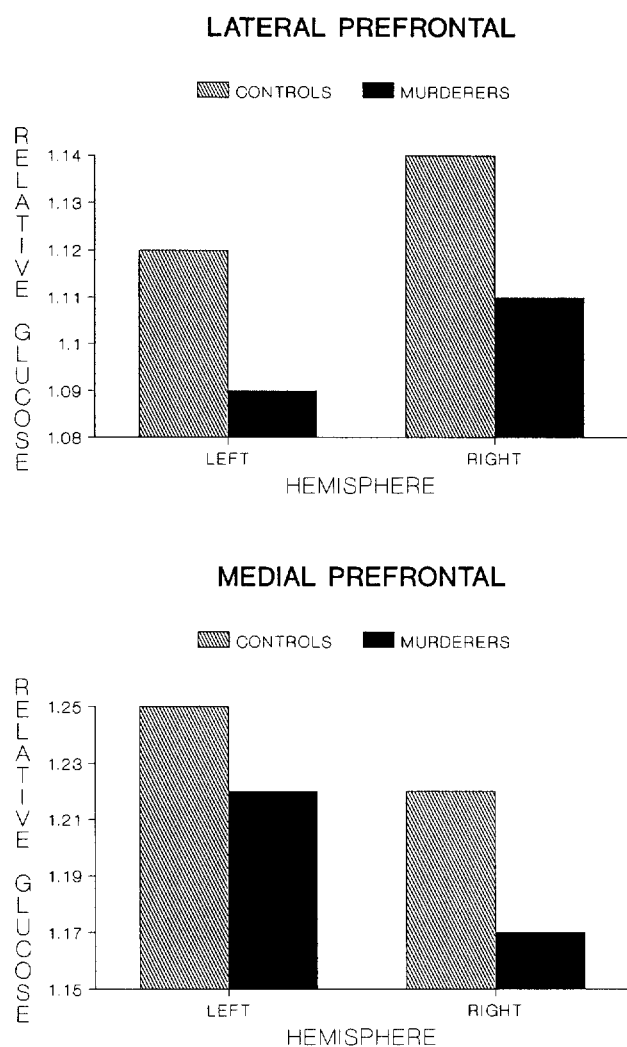 LATERAL PREFRONTAL
CONTROLS MURDERERS
RELATIVE GLUCOSE
1.14
1.13
1.12
1.11
1.1
1.09
1.08
LEFT RIGHT
HEMISPHERE
MEDIAL PREFRONTAL
CONTROLS MURDERERS
RELATIVE GLUCOSE
1.25
1.23
1.21
1.19
1.17
1.15
LEFT RIGHT
HEMISPHERE